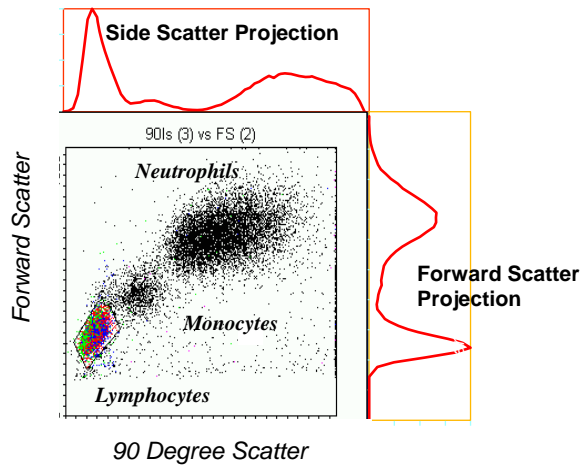 Side Scatter Projection
90ls (3) vs FS (2)
Neutrophils
Forward Scatter
Forward Scatter
Projection
Monocytes
Lymphocytes
90 Degree Scatter